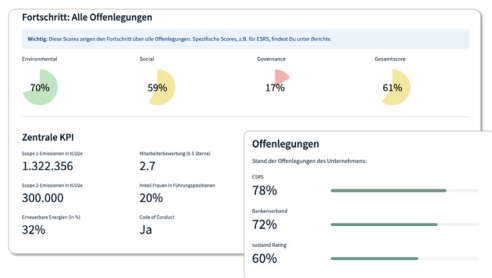 Fortschritt: Alle Offenlegungen
Wichtig: Diese Scores zeigen den Fortschritt über alle Offenlegungen. Spezifische Scores, z.B. für ESRS, findest Du unter Berichte.
Environmental
Social
Governance
Gesamtscore
70%
59%
17%
61%
Zentrale KPI
Scope 1-Emissionen in tCO2e
Mitarbeiterbewertung (0-5 Sterne)
1.322.356
2.7
Scope 2-Emissionen in tCO2e
Anteil Frauen in Führungspositionen
300.000
20%
Erneuerbare Energien (in %)
Code of Conduct
32%
Ja
Offenlegungen
Stand der Offenlegungen des Unternehmens:
ESRS
78%
Bankenverband
72%
sustaind Rating
60%